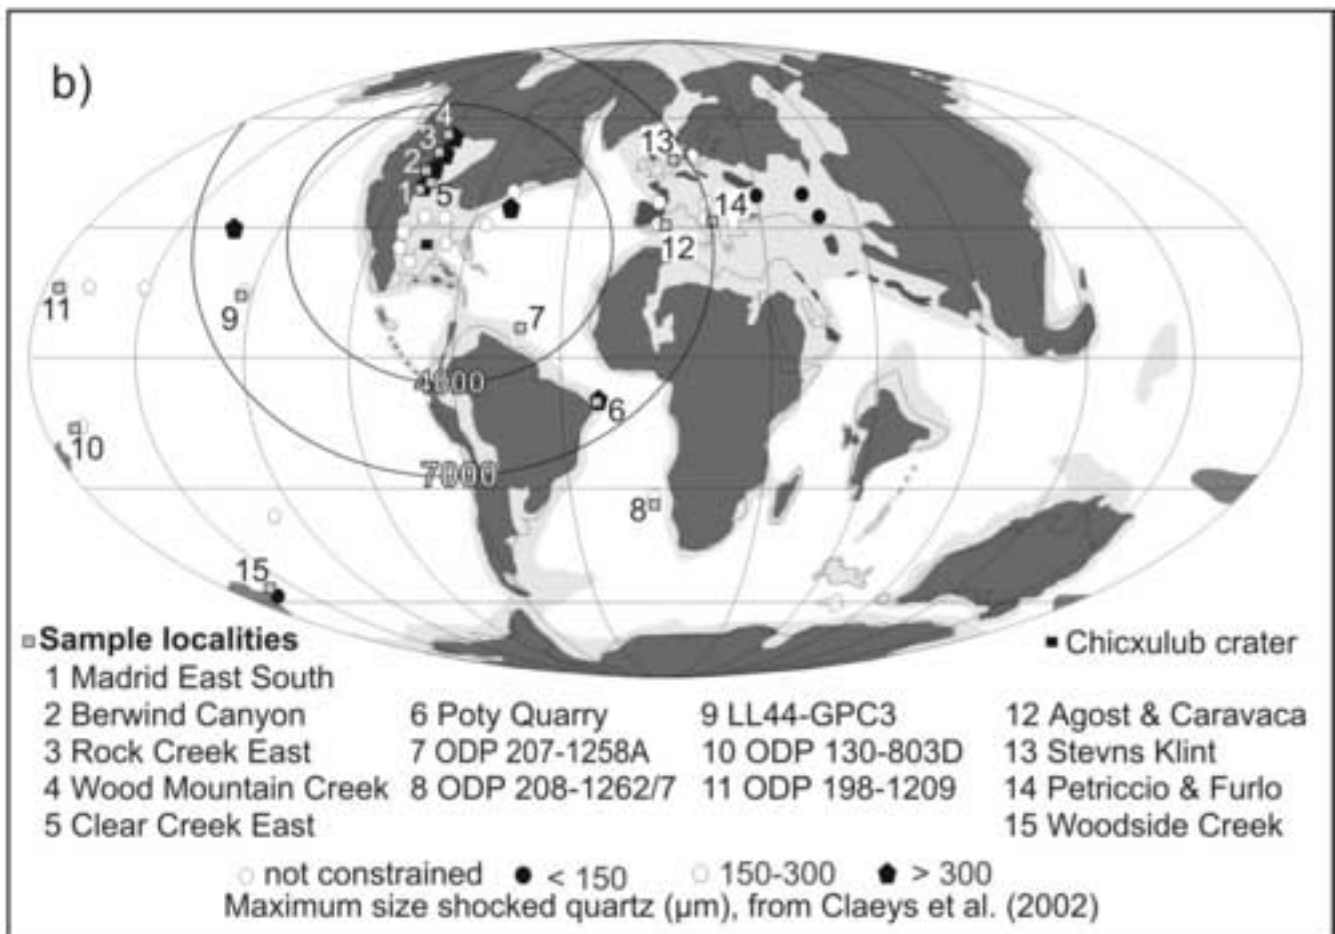 b)
4
3
2
1
5
13
14
12
11
9
7
4000
6
10
7000
8
15
Sample localities
Chicxulub crater
1 Madrid East South
2 Berwind Canyon
3 Rock Creek East
4 Wood Mountain Creek
5 Clear Creek East
6 Poty Quarry
7 ODP 207-1258A
8 ODP 208-1262/7
9 LL44-GPC3
10 ODP 130-803D
11 ODP 198-1209
12 Agost & Caravaca
13 Stevns Klint
14 Petriccio & Furlo
15 Woodside Creek
not constrained < 150 150-300 > 300
Maximum size shocked quartz (µm), from Claeys et al. (2002)